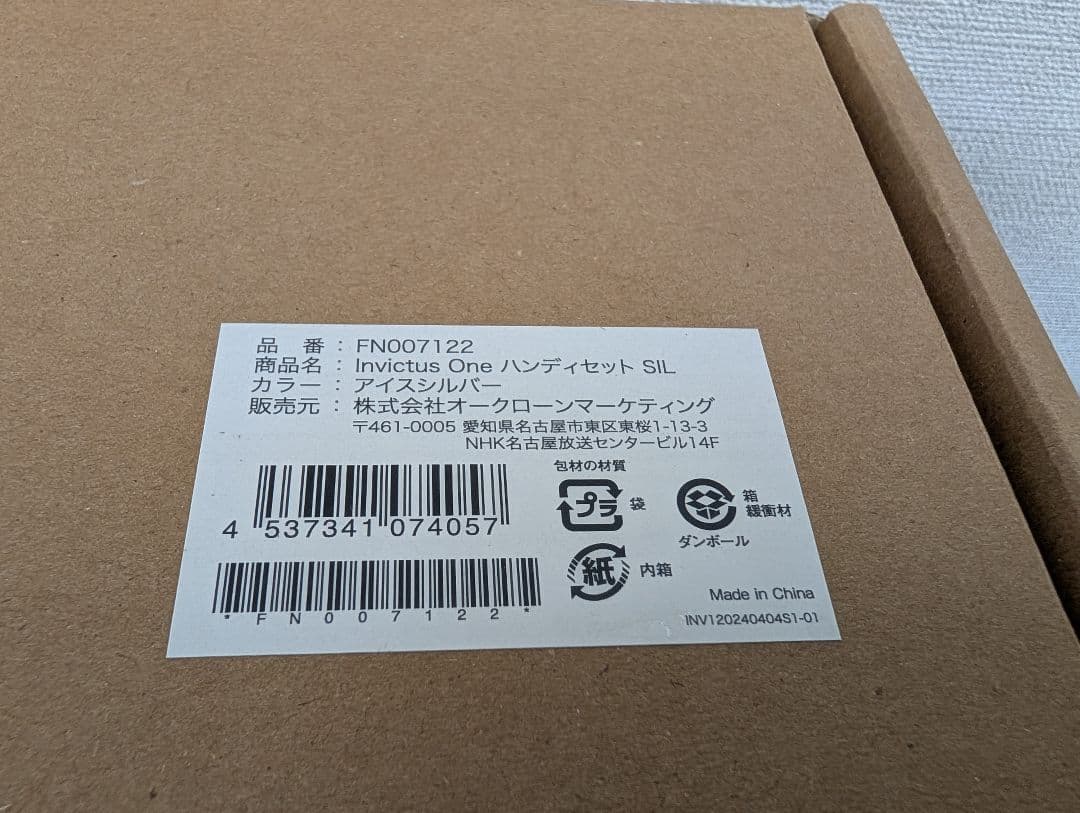 品 番 : FN007122
商品名 : Invictus One ハンディセット SIL
カラー : アイスシルバー
販売元 : 株式会社オークローンマーケティング
〒461-0005 愛知県名古屋市東区東桜1-13-3
NHK名古屋放送センタービル14F
包材の材質
プラ 袋
箱
緩衝材
ダンボール
4 537341 074057
紙 内箱
*FN007122*
Made in China
INV120240404S1-01